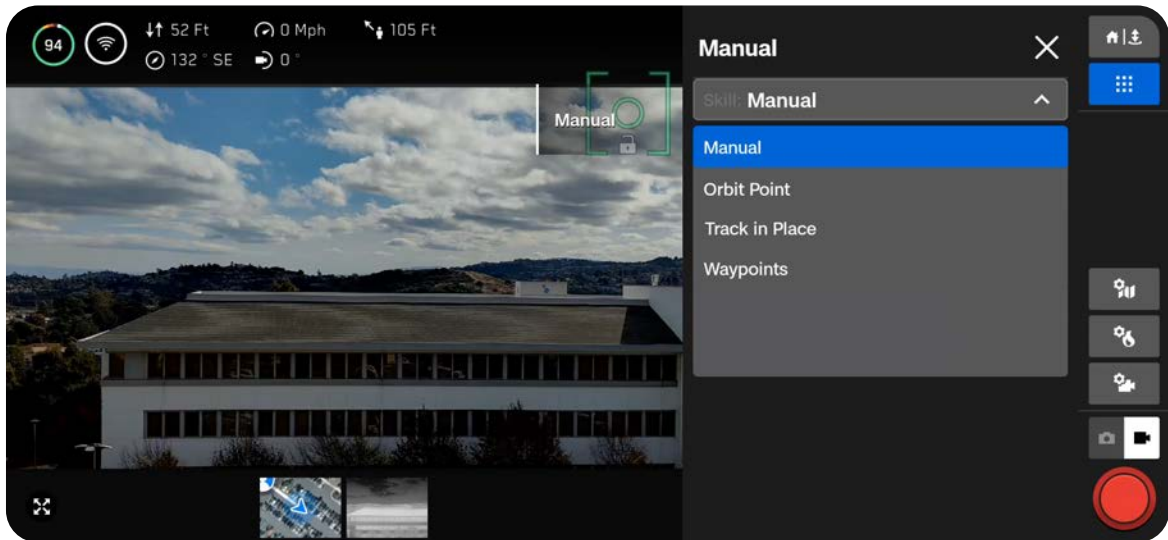 94
52 Ft
0 Mph
105 Ft
132 ° SE
0 °
Manual
Manual
Skill: Manual
Manual
Orbit Point
Track in Place
Waypoints